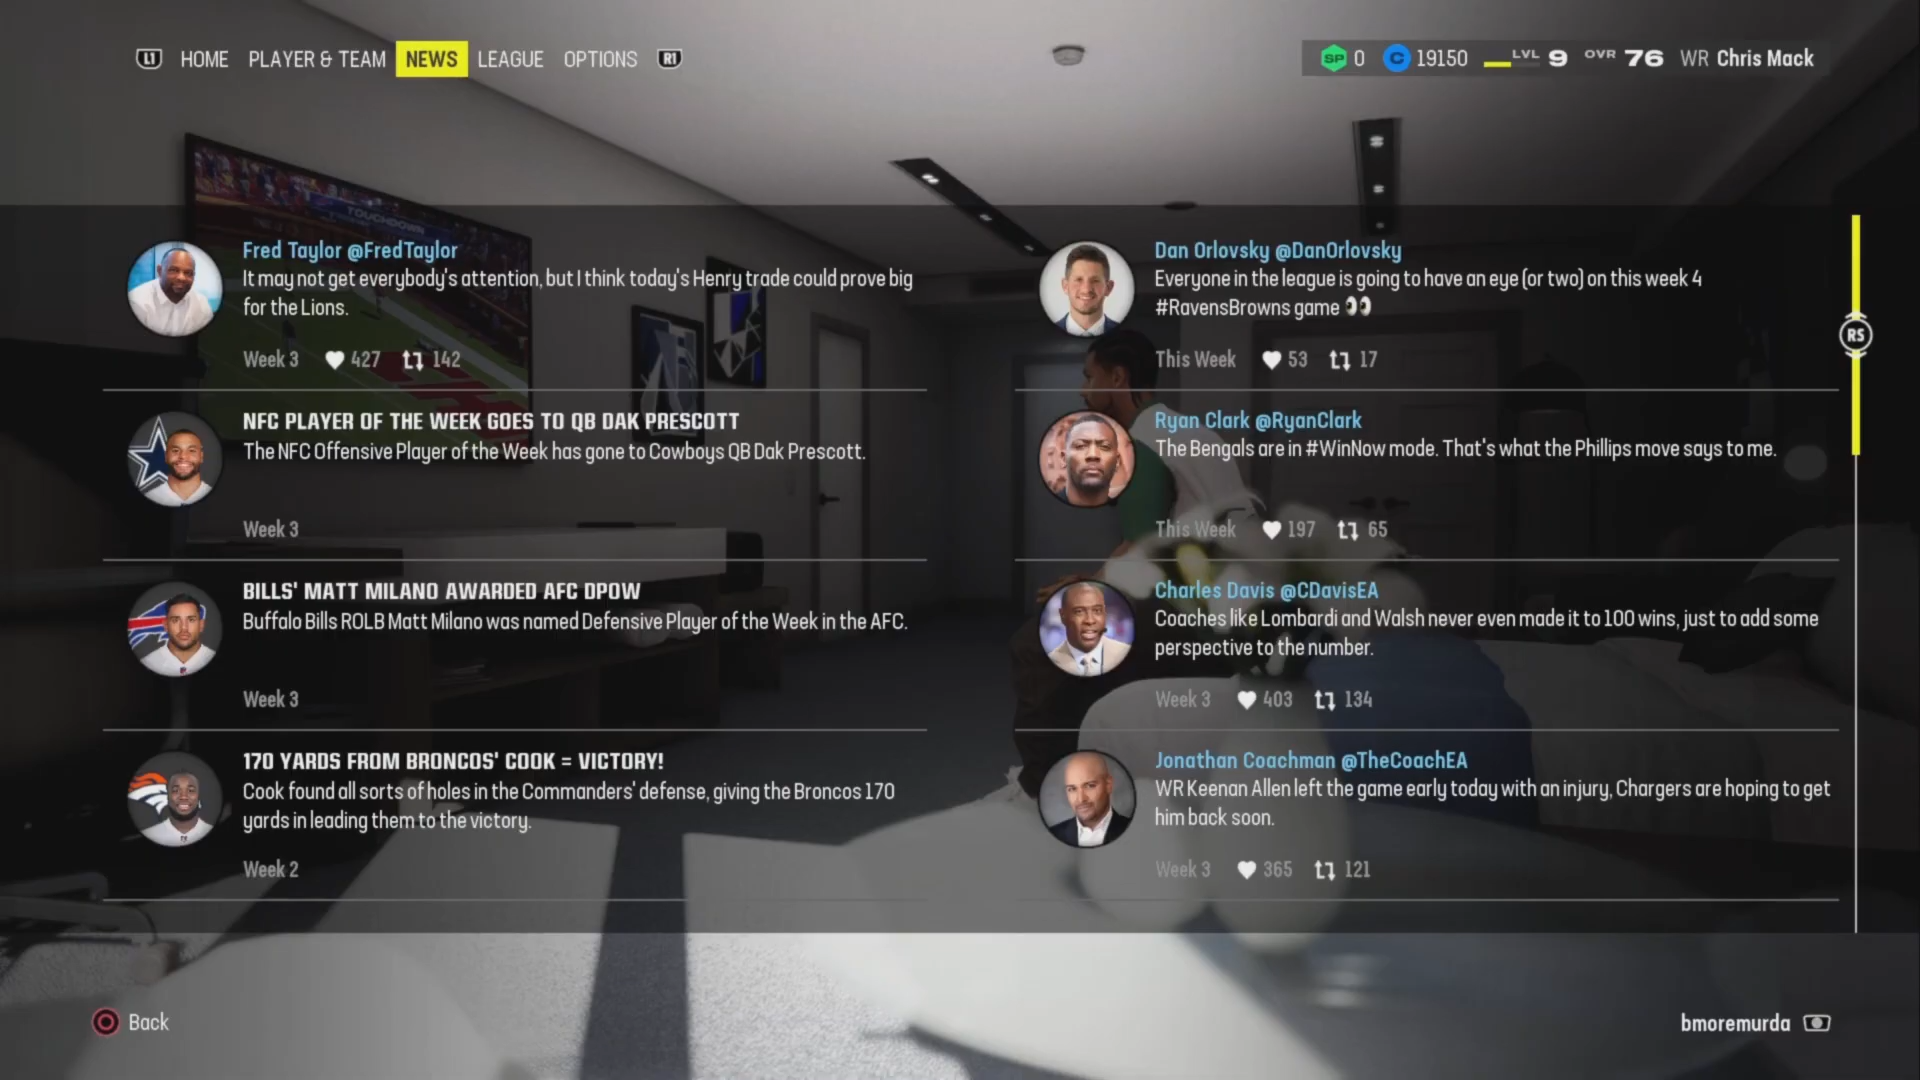 L1 HOME PLAYER & TEAM NEWS LEAGUE OPTIONS R1
SP 0 C 19150 LVL 9 OVR 76 WR Chris Mack
TOUCHDOWN
Fred Taylor @FredTaylor
It may not get everybody's attention, but I think today's Henry trade could prove big
for the Lions.
Week 3 427 142
NFC PLAYER OF THE WEEK GOES TO QB DAK PRESCOTT
The NFC Offensive Player of the Week has gone to Cowboys QB Dak Prescott.
Week 3
BILLS' MATT MILANO AWARDED AFC DPOW
Buffalo Bills ROLB Matt Milano was named Defensive Player of the Week in the AFC.
Week 3
170 YARDS FROM BRONCOS' COOK = VICTORY!
Cook found all sorts of holes in the Commanders' defense, giving the Broncos 170
yards in leading them to the victory.
Week 2
Dan Orlovsky @DanOrlovsky
Everyone in the league is going to have an eye (or two) on this week 4
#RavensBrowns game 👀
This Week 53 17
Ryan Clark @RyanClark
The Bengals are in #WinNow mode. That's what the Phillips move says to me.
This Week 197 65
Charles Davis @CDavisEA
Coaches like Lombardi and Walsh never even made it to 100 wins, just to add some
perspective to the number.
Week 3 403 134
Jonathan Coachman @TheCoachEA
WR Keenan Allen left the game early today with an injury, Chargers are hoping to get
him back soon.
Week 3 365 121
RS
Back
bmoremurda